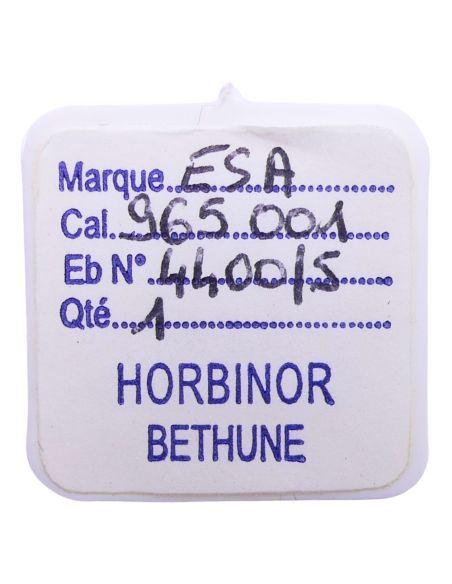 Marque ESA
Cal. 965.001
Eb N° 4400/5
Qté 1
HORBINOR
BETHUNE